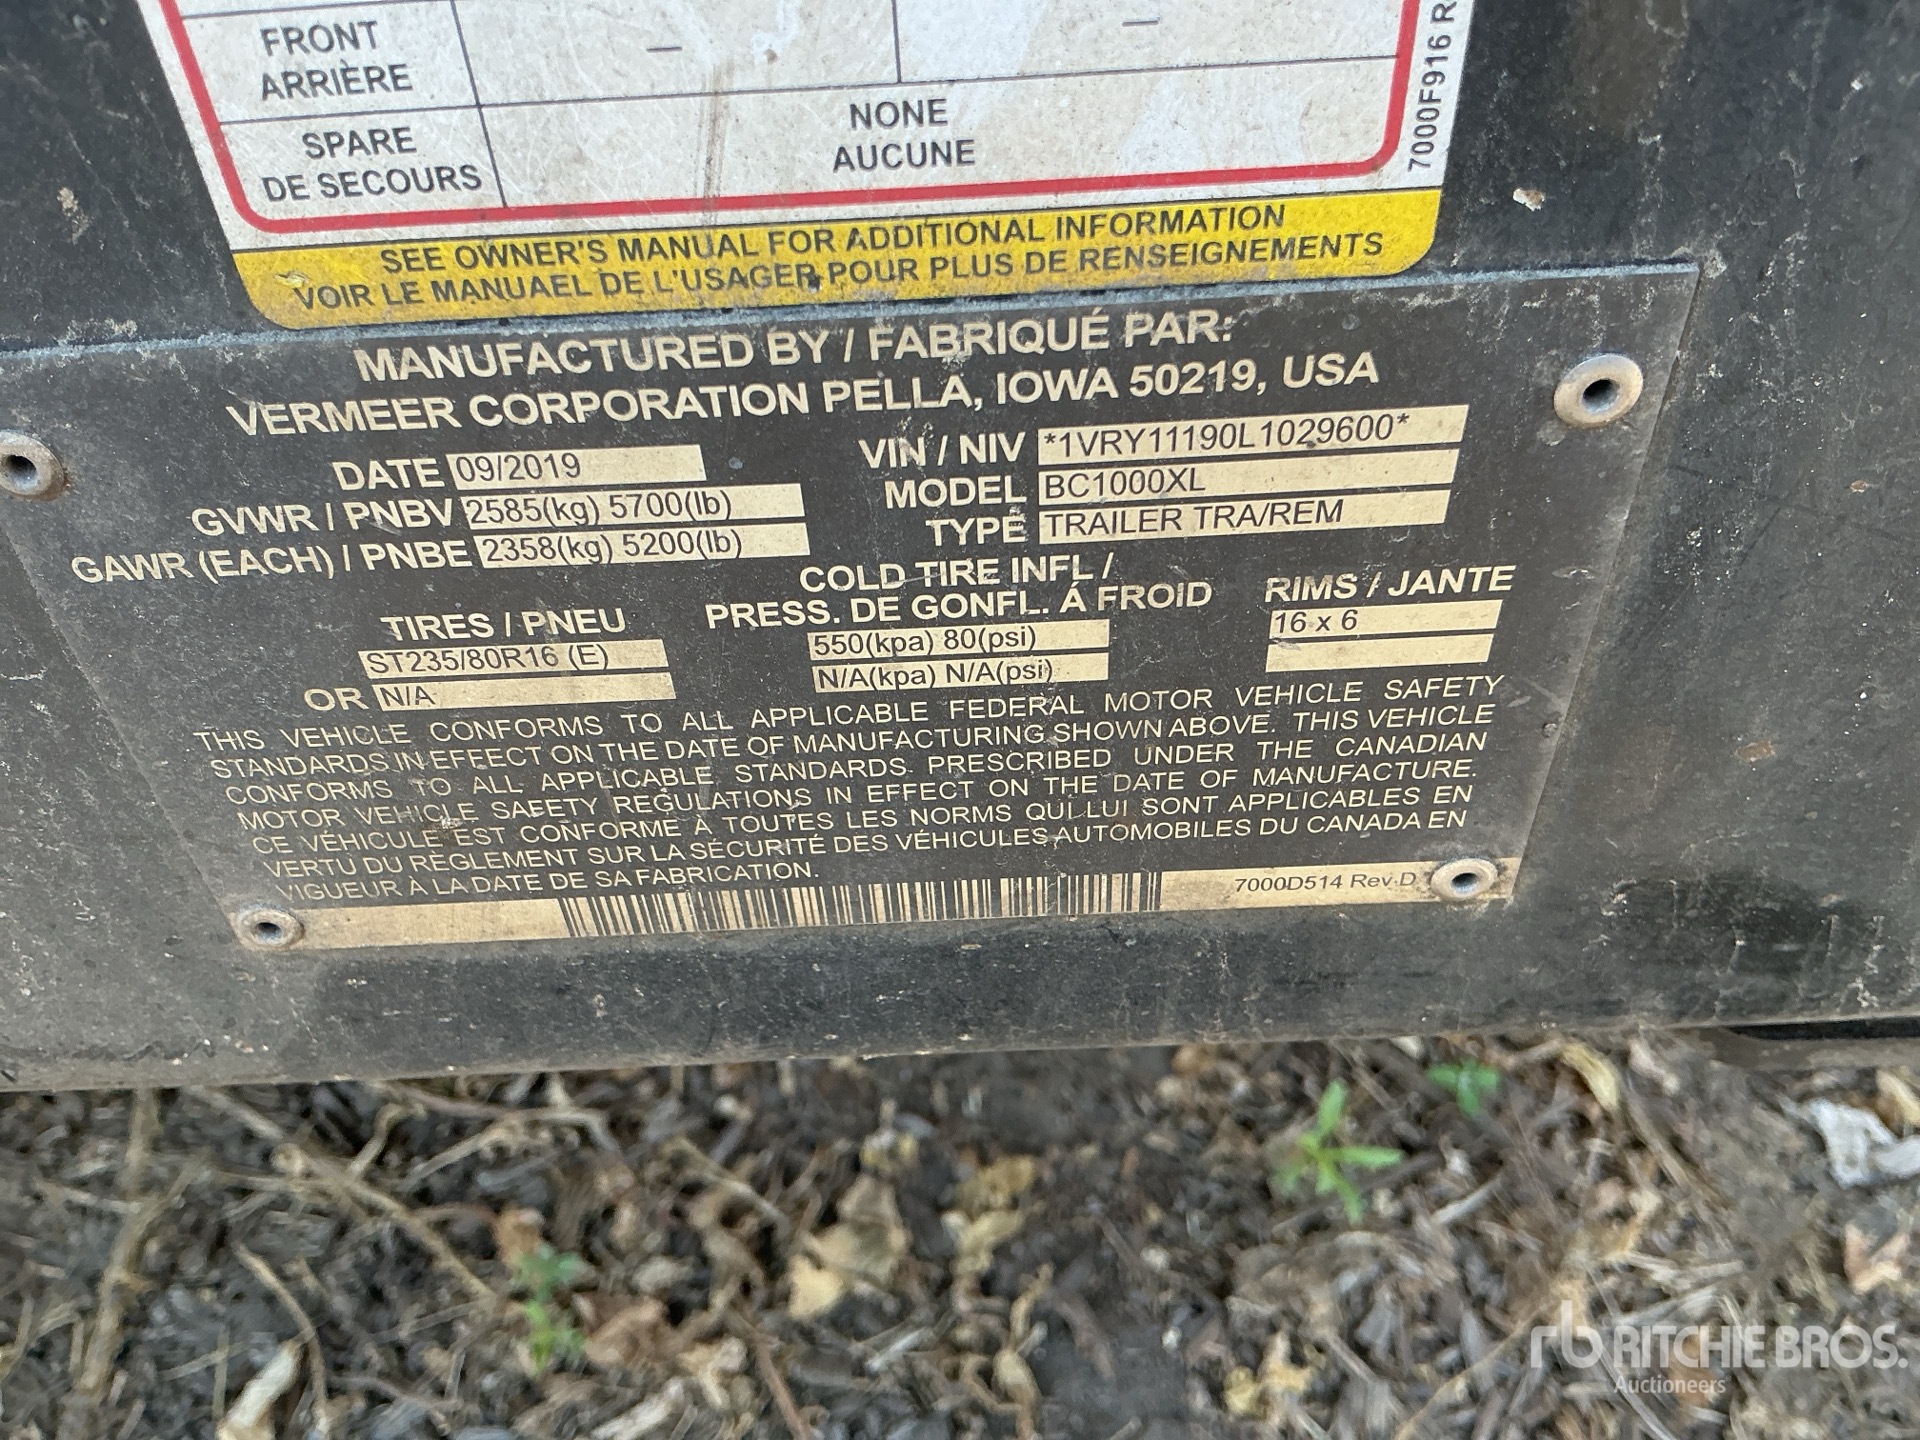 FRONT
ARRIÈRE
—
—
SPARE
DE SECOURS
NONE
AUCUNE
7000F916 R
SEE OWNER'S MANUAL FOR ADDITIONAL INFORMATION
VOIR LE MANUAEL DE L'USAGER POUR PLUS DE RENSEIGNEMENTS
MANUFACTURED BY / FABRIQUÉ PAR:
VERMEER CORPORATION PELLA, IOWA 50219, USA
DATE 09/2019
GVWR / PNBV 2585(kg) 5700(lb)
GAWR (EACH) / PNBE 2358(kg) 5200(lb)
VIN / NIV *1VRY11190L1029600*
MODEL BC1000XL
TYPE TRAILER TRA/REM
TIRES / PNEU
ST235/80R16 (E)
OR N/A
COLD TIRE INFL /
PRESS. DE GONFL. Á FROID
550(kpa) 80(psi)
N/A(kpa) N/A(psi)
RIMS / JANTE
16 x 6
THIS VEHICLE CONFORMS TO ALL APPLICABLE FEDERAL MOTOR VEHICLE SAFETY
STANDARDS IN EFFECT ON THE DATE OF MANUFACTURING SHOWN ABOVE. THIS VEHICLE
CONFORMS TO ALL APPLICABLE STANDARDS PRESCRIBED UNDER THE CANADIAN
MOTOR VEHICLE SAFETY REGULATIONS IN EFFECT ON THE DATE OF MANUFACTURE.
CE VÉHICULE EST CONFORME À TOUTES LES NORMS QUI LUI SONT APPLICABLES EN
VERTU DU RÈGLEMENT SUR LA SÉCURITÉ DES VÉHICULES AUTOMOBILES DU CANADA EN
VIGUEUR À LA DATE DE SA FABRICATION.
7000D514 Rev D
rb RITCHIE BROS.
Auctioneers